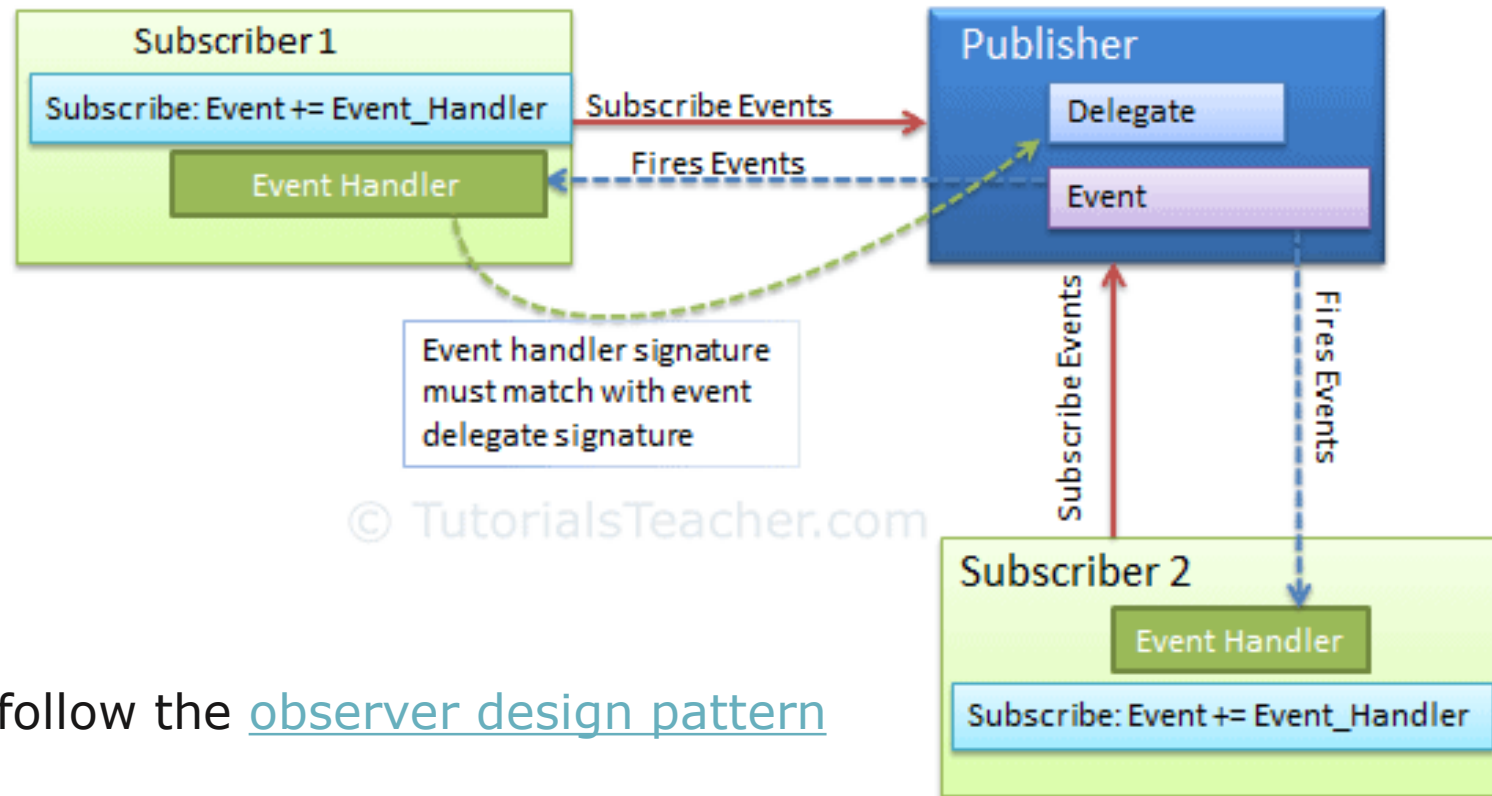 Subscriber 1
Subscribe: Event += Event_Handler
Event Handler
Subscribe Events
Fires Events
Publisher
Delegate
Event
Event handler signature
must match with event
delegate signature
Subscribe Events
Fires Events
© TutorialsTeacher.com
Subscriber 2
Event Handler
Subscribe: Event += Event_Handler
follow the observer design pattern